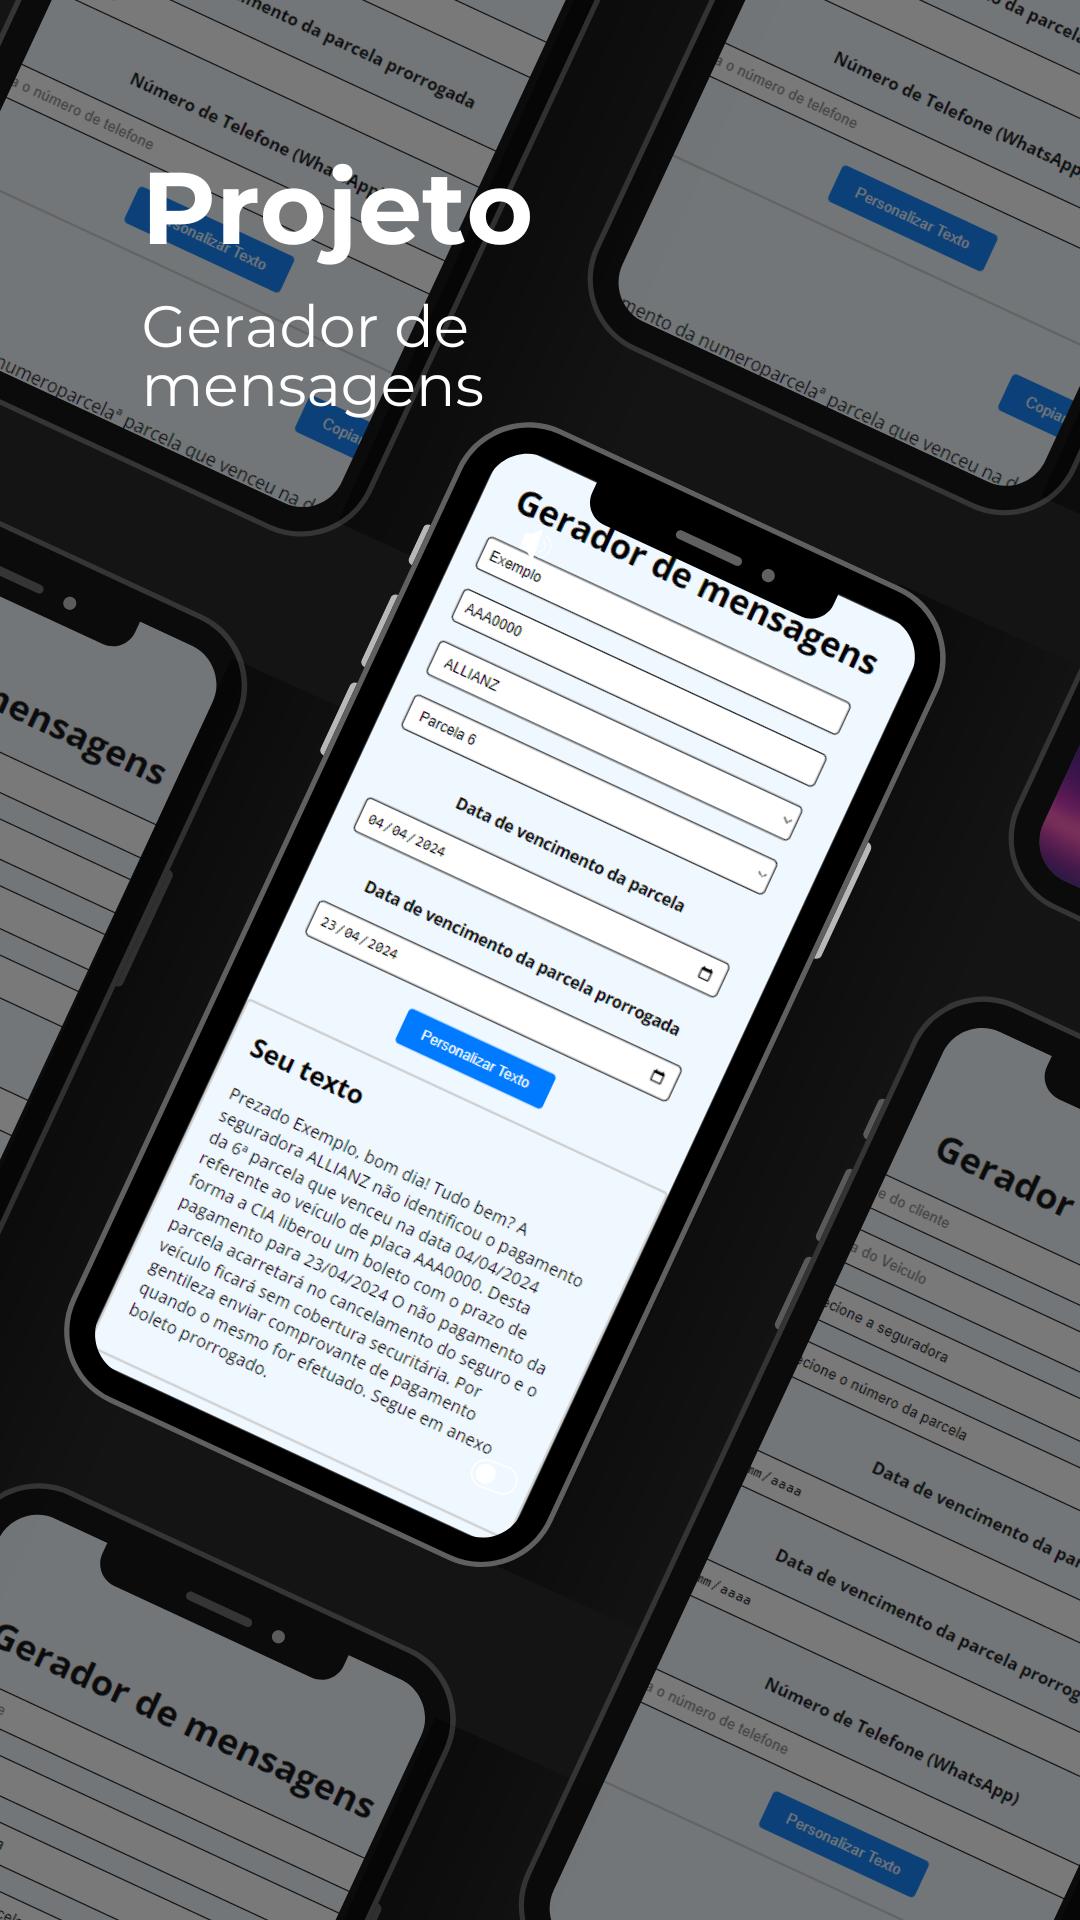 mento da parcela prorrogada
Número de Telefone (WhatsApp)
a o número de telefone
Personalizar Texto
numeroparcelaª parcela que venceu na d
Copiar
da parcela
Número de Telefone (WhatsApp
a o número de telefone
Personalizar Texto
mento da numeroparcelaª parcela que venceu na d
Copiar
Projeto
Gerador de
mensagens
Gerador de mensagens
Exemplo
AAA0000
ALLIANZ
Parcela 6
Data de vencimento da parcela
04/04/2024
Data de vencimento da parcela prorrogada
23/04/2024
Personalizar Texto
Seu texto
Prezado Exemplo, bom dia! Tudo bem? A
seguradora ALLIANZ não identificou o pagamento
da 6ª parcela que venceu na data 04/04/2024
referente ao veículo de placa AAA0000. Desta
forma a CIA liberou um boleto com o prazo de
pagamento para 23/04/2024 O não pagamento da
parcela acarretará no cancelamento do seguro e o
veículo ficará sem cobertura securitária. Por
gentileza enviar comprovante de pagamento
quando o mesmo for efetuado. Segue em anexo
boleto prorrogado.
mensagens
Gerador
e do cliente
a do Veiculo
ecione a seguradora
ecione o número da parcela
Data de vencimento da par
mm/aaaa
Data de vencimento da parcela prorrog
mm/aaaa
Número de Telefone (WhatsApp)
a o número de telefone
Personalizar Texto
Gerador de mensagens